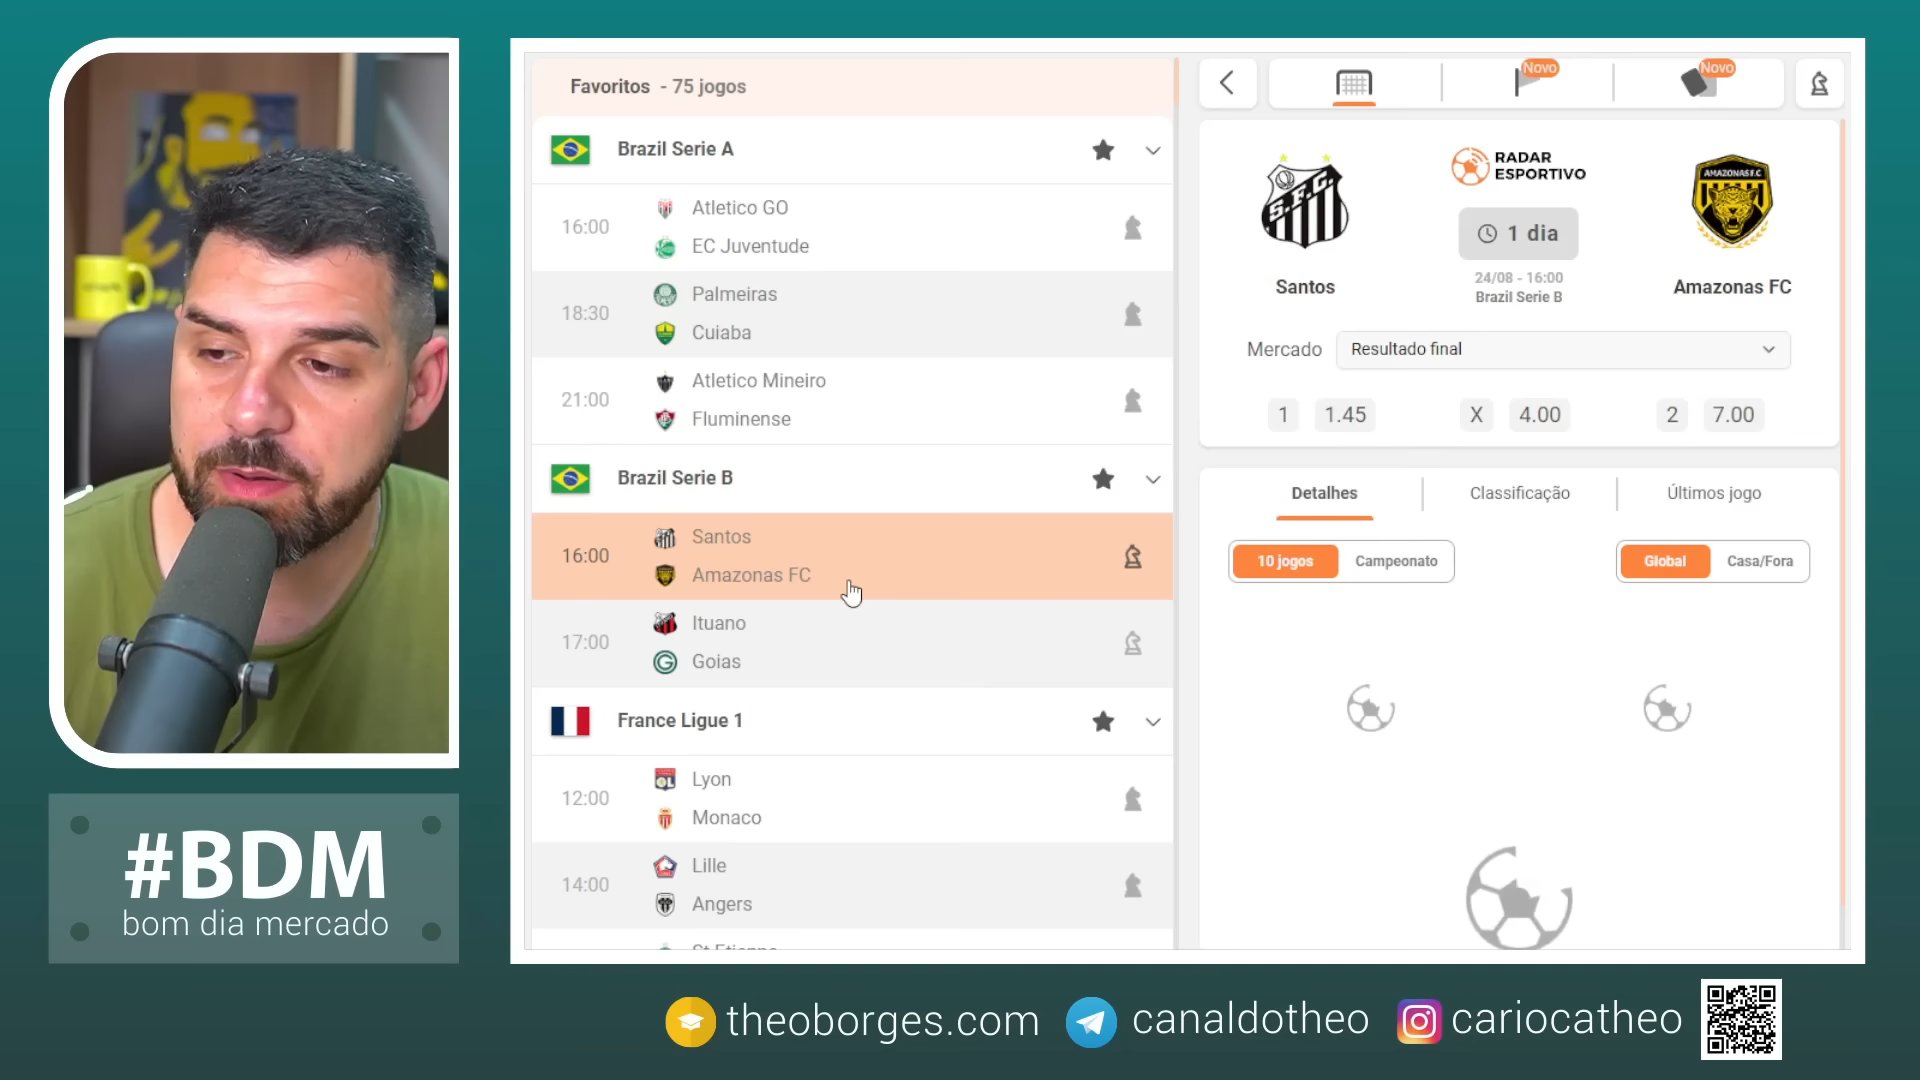 Favoritos - 75 jogos
Brazil Serie A
16:00
Atletico GO
EC Juventude
18:30
Palmeiras
Cuiaba
21:00
Atletico Mineiro
Fluminense
Brazil Serie B
16:00
Santos
Amazonas FC
17:00
Ituano
Goias
France Ligue 1
12:00
Lyon
Monaco
14:00
Lille
Angers
St Etienne
Novo
Novo
S.F.C.
Santos
RADAR
ESPORTIVO
1 dia
24/08 - 16:00
Brazil Serie B
AMAZONAS F.C
Amazonas FC
Mercado
Resultado final
1 1.45 X 4.00 2 7.00
Detalhes
Classificação
Últimos jogo
10 jogos
Campeonato
Global
Casa/Fora
#BDM
bom dia mercado
theoborges.com
canaldotheo
cariocatheo